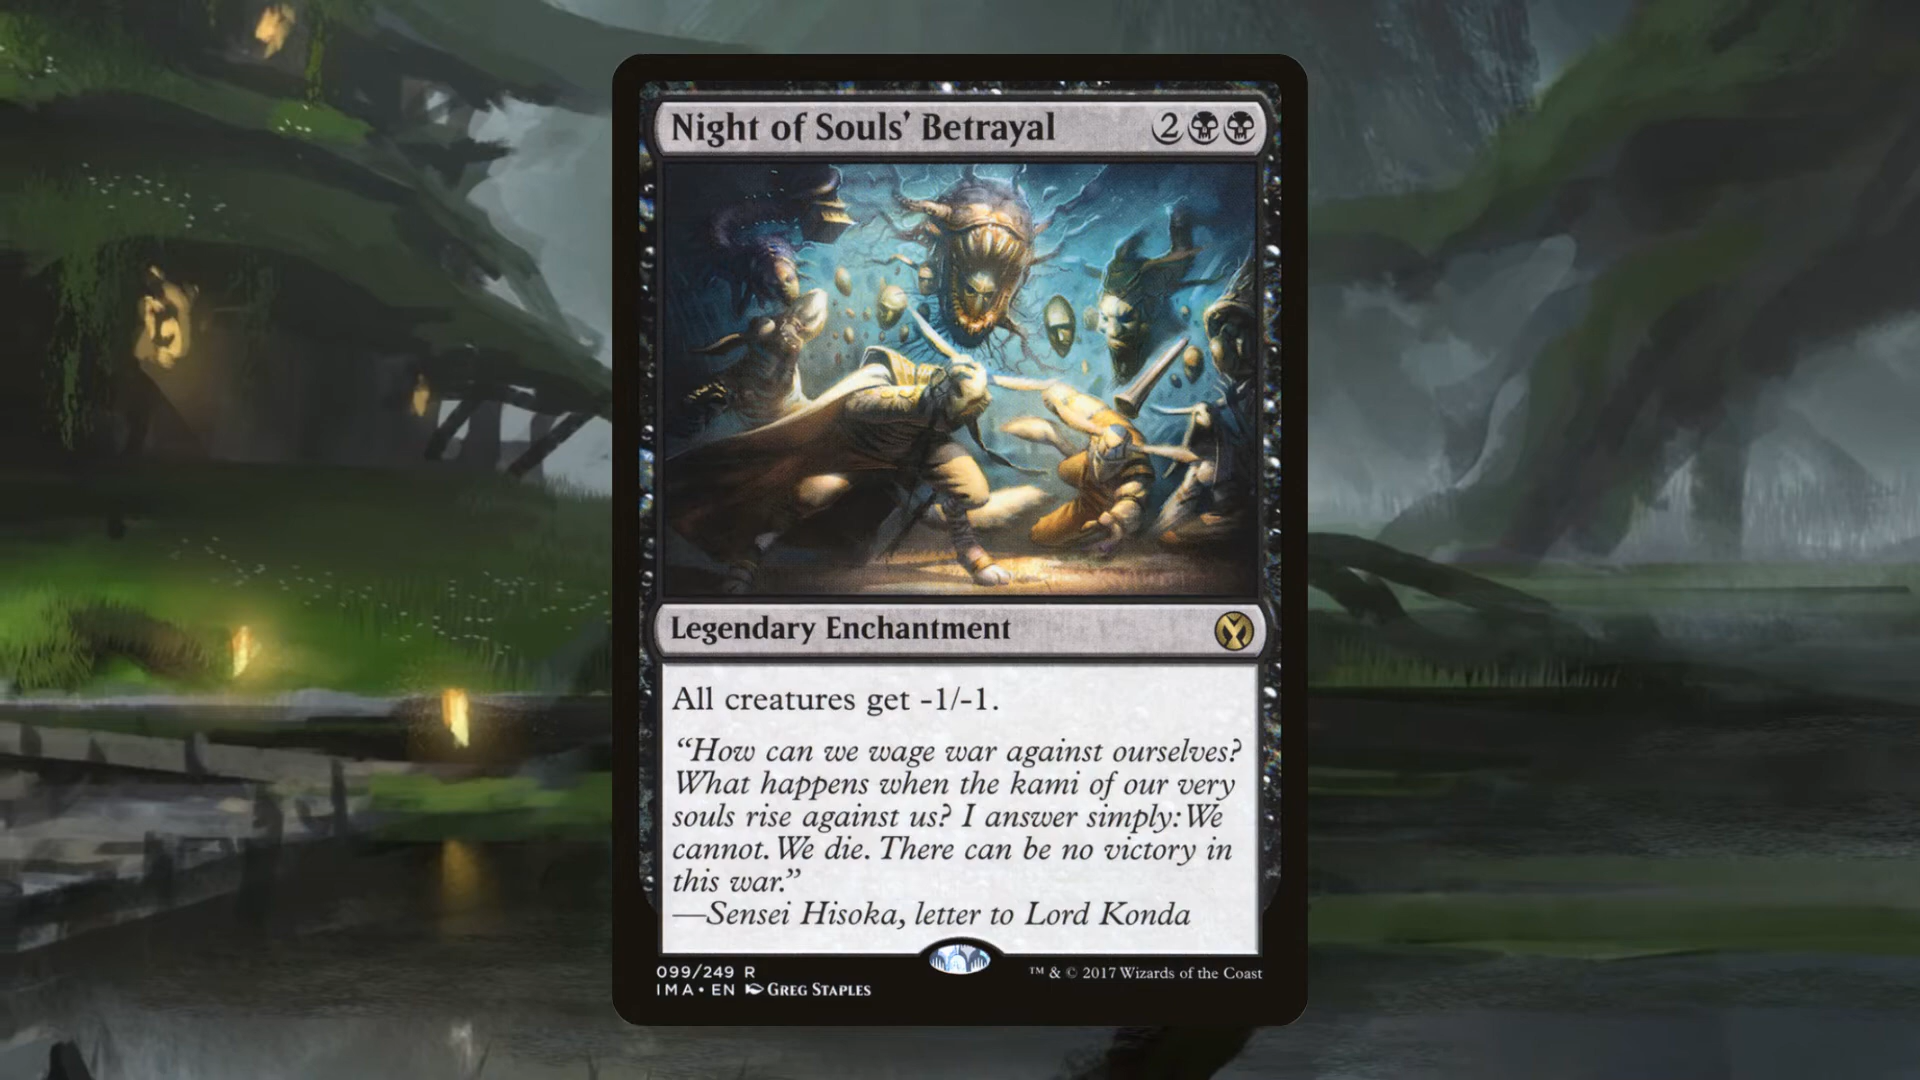 Night of Souls' Betrayal 2
Legendary Enchantment
All creatures get -1/-1.
“How can we wage war against ourselves?
What happens when the kami of our very
souls rise against us? I answer simply: We
cannot. We die. There can be no victory in
this war.”
—Sensei Hisoka, letter to Lord Konda
099/249 R
IMA • EN Greg Staples
™ & © 2017 Wizards of the Coast